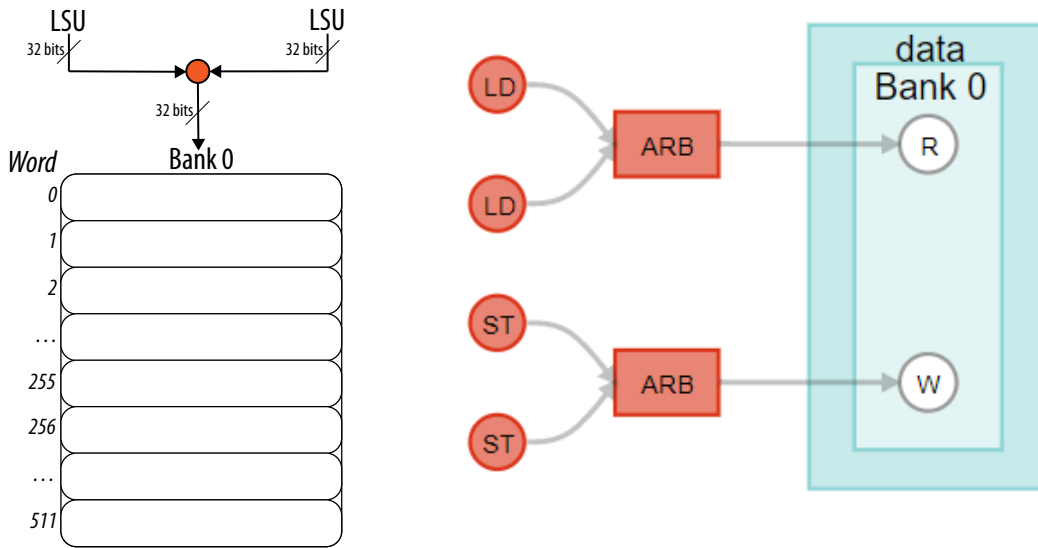 LSU
LSU
32 bits
32 bits
32 bits
Word
Bank 0
0
1
2
...
255
256
...
511
LD
LD
ARB
ST
ST
ARB
data
Bank 0
R
W